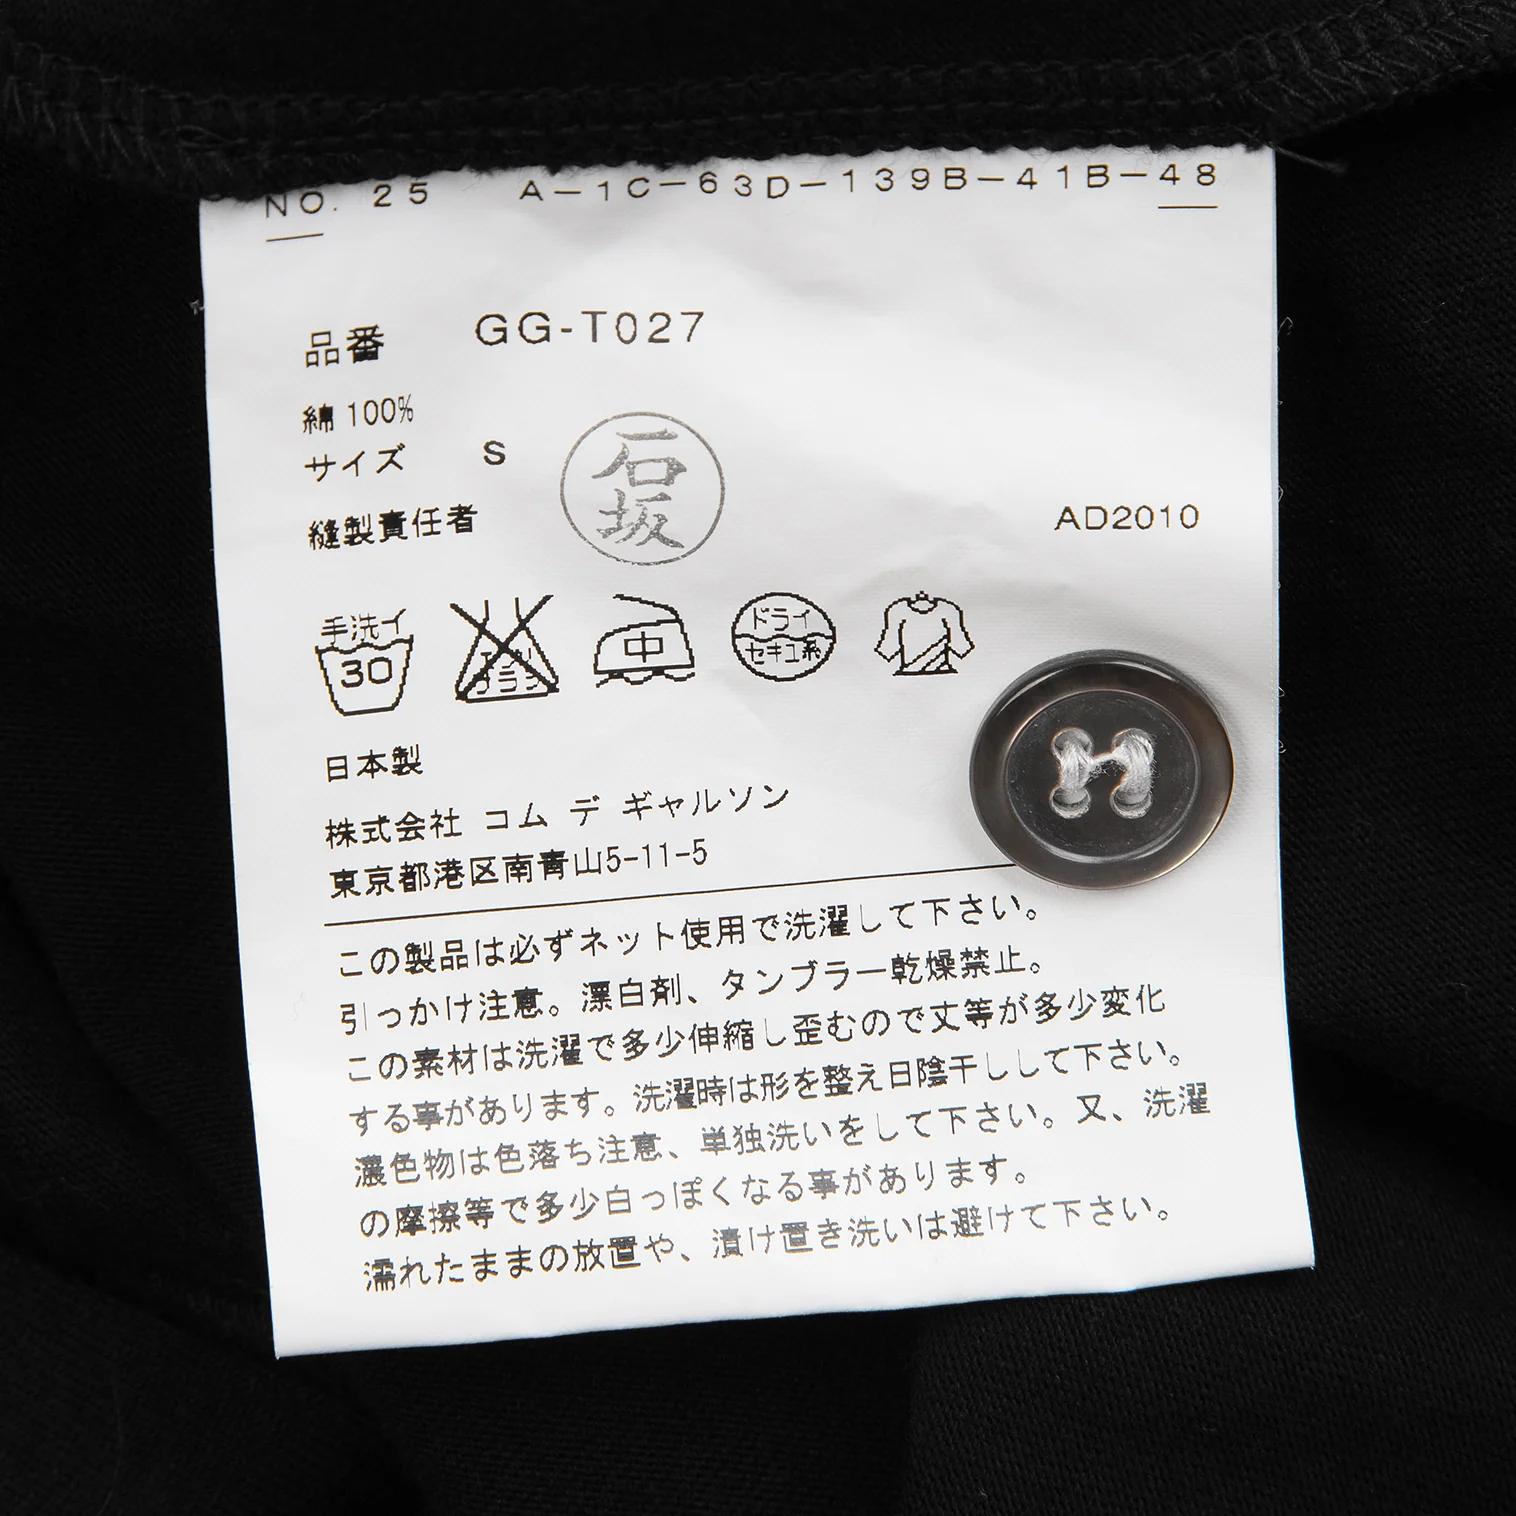 NO. 25 A-1C-63D-139B-41B-48
品番 GG-T027
綿 100%
サイズ S
石坂
縫製責任者
AD2010
手洗イ
30
エンソ
サラシ
中
ドライ
セキユ系
日本製
株式会社 コム デ ギャルソン
東京都港区南青山5-11-5
この製品は必ずネット使用で洗濯して下さい。
引っかけ注意。漂白剤、タンブラー乾燥禁止。
この素材は洗濯で多少伸縮し歪むので丈等が多少変化
する事があります。洗濯時は形を整え日陰干しして下さい。
濃色物は色落ち注意、単独洗いをして下さい。又、洗濯
の摩擦等で多少白っぽくなる事があります。
濡れたままの放置や、漬け置き洗いは避けて下さい。